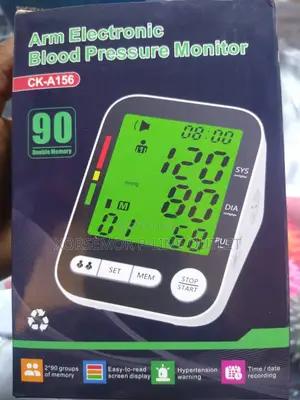 Arm Electronic
Blood Pressure Monitor
CK-A156
90
Double Memory
08:00
120
SYS
mmHg
80
DIA
M
01
68
PUL
SET
MEM
STOP
START
2*90 groups
of memory
Easy-to-read
screen display
Hypertension
warning
Time / date
recording